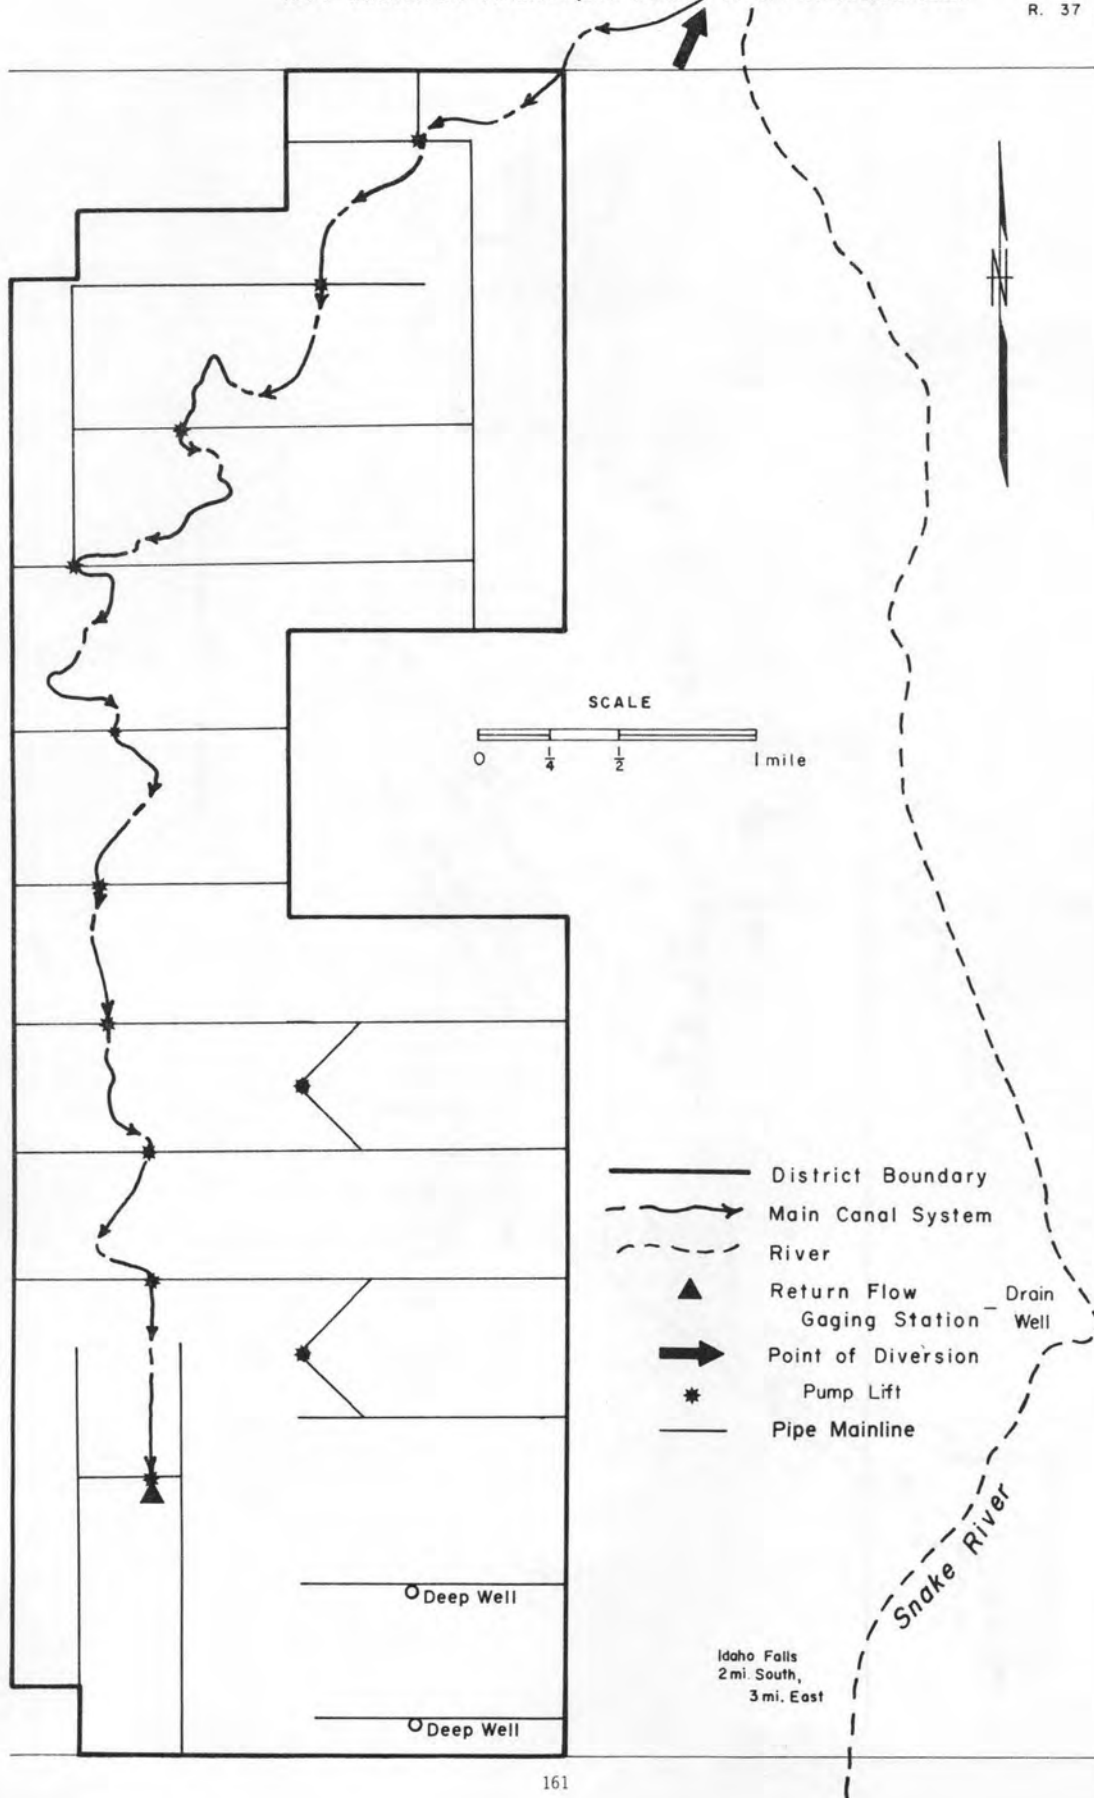 R. 37
N
SCALE
0 1/4 1/2 1 mile
District Boundary
Main Canal System
River
Return Flow
Gaging Station – Drain Well
Point of Diversion
Pump Lift
Pipe Mainline
Snake River
Deep Well
Idaho Falls
2 mi. South,
3 mi. East
Deep Well
161